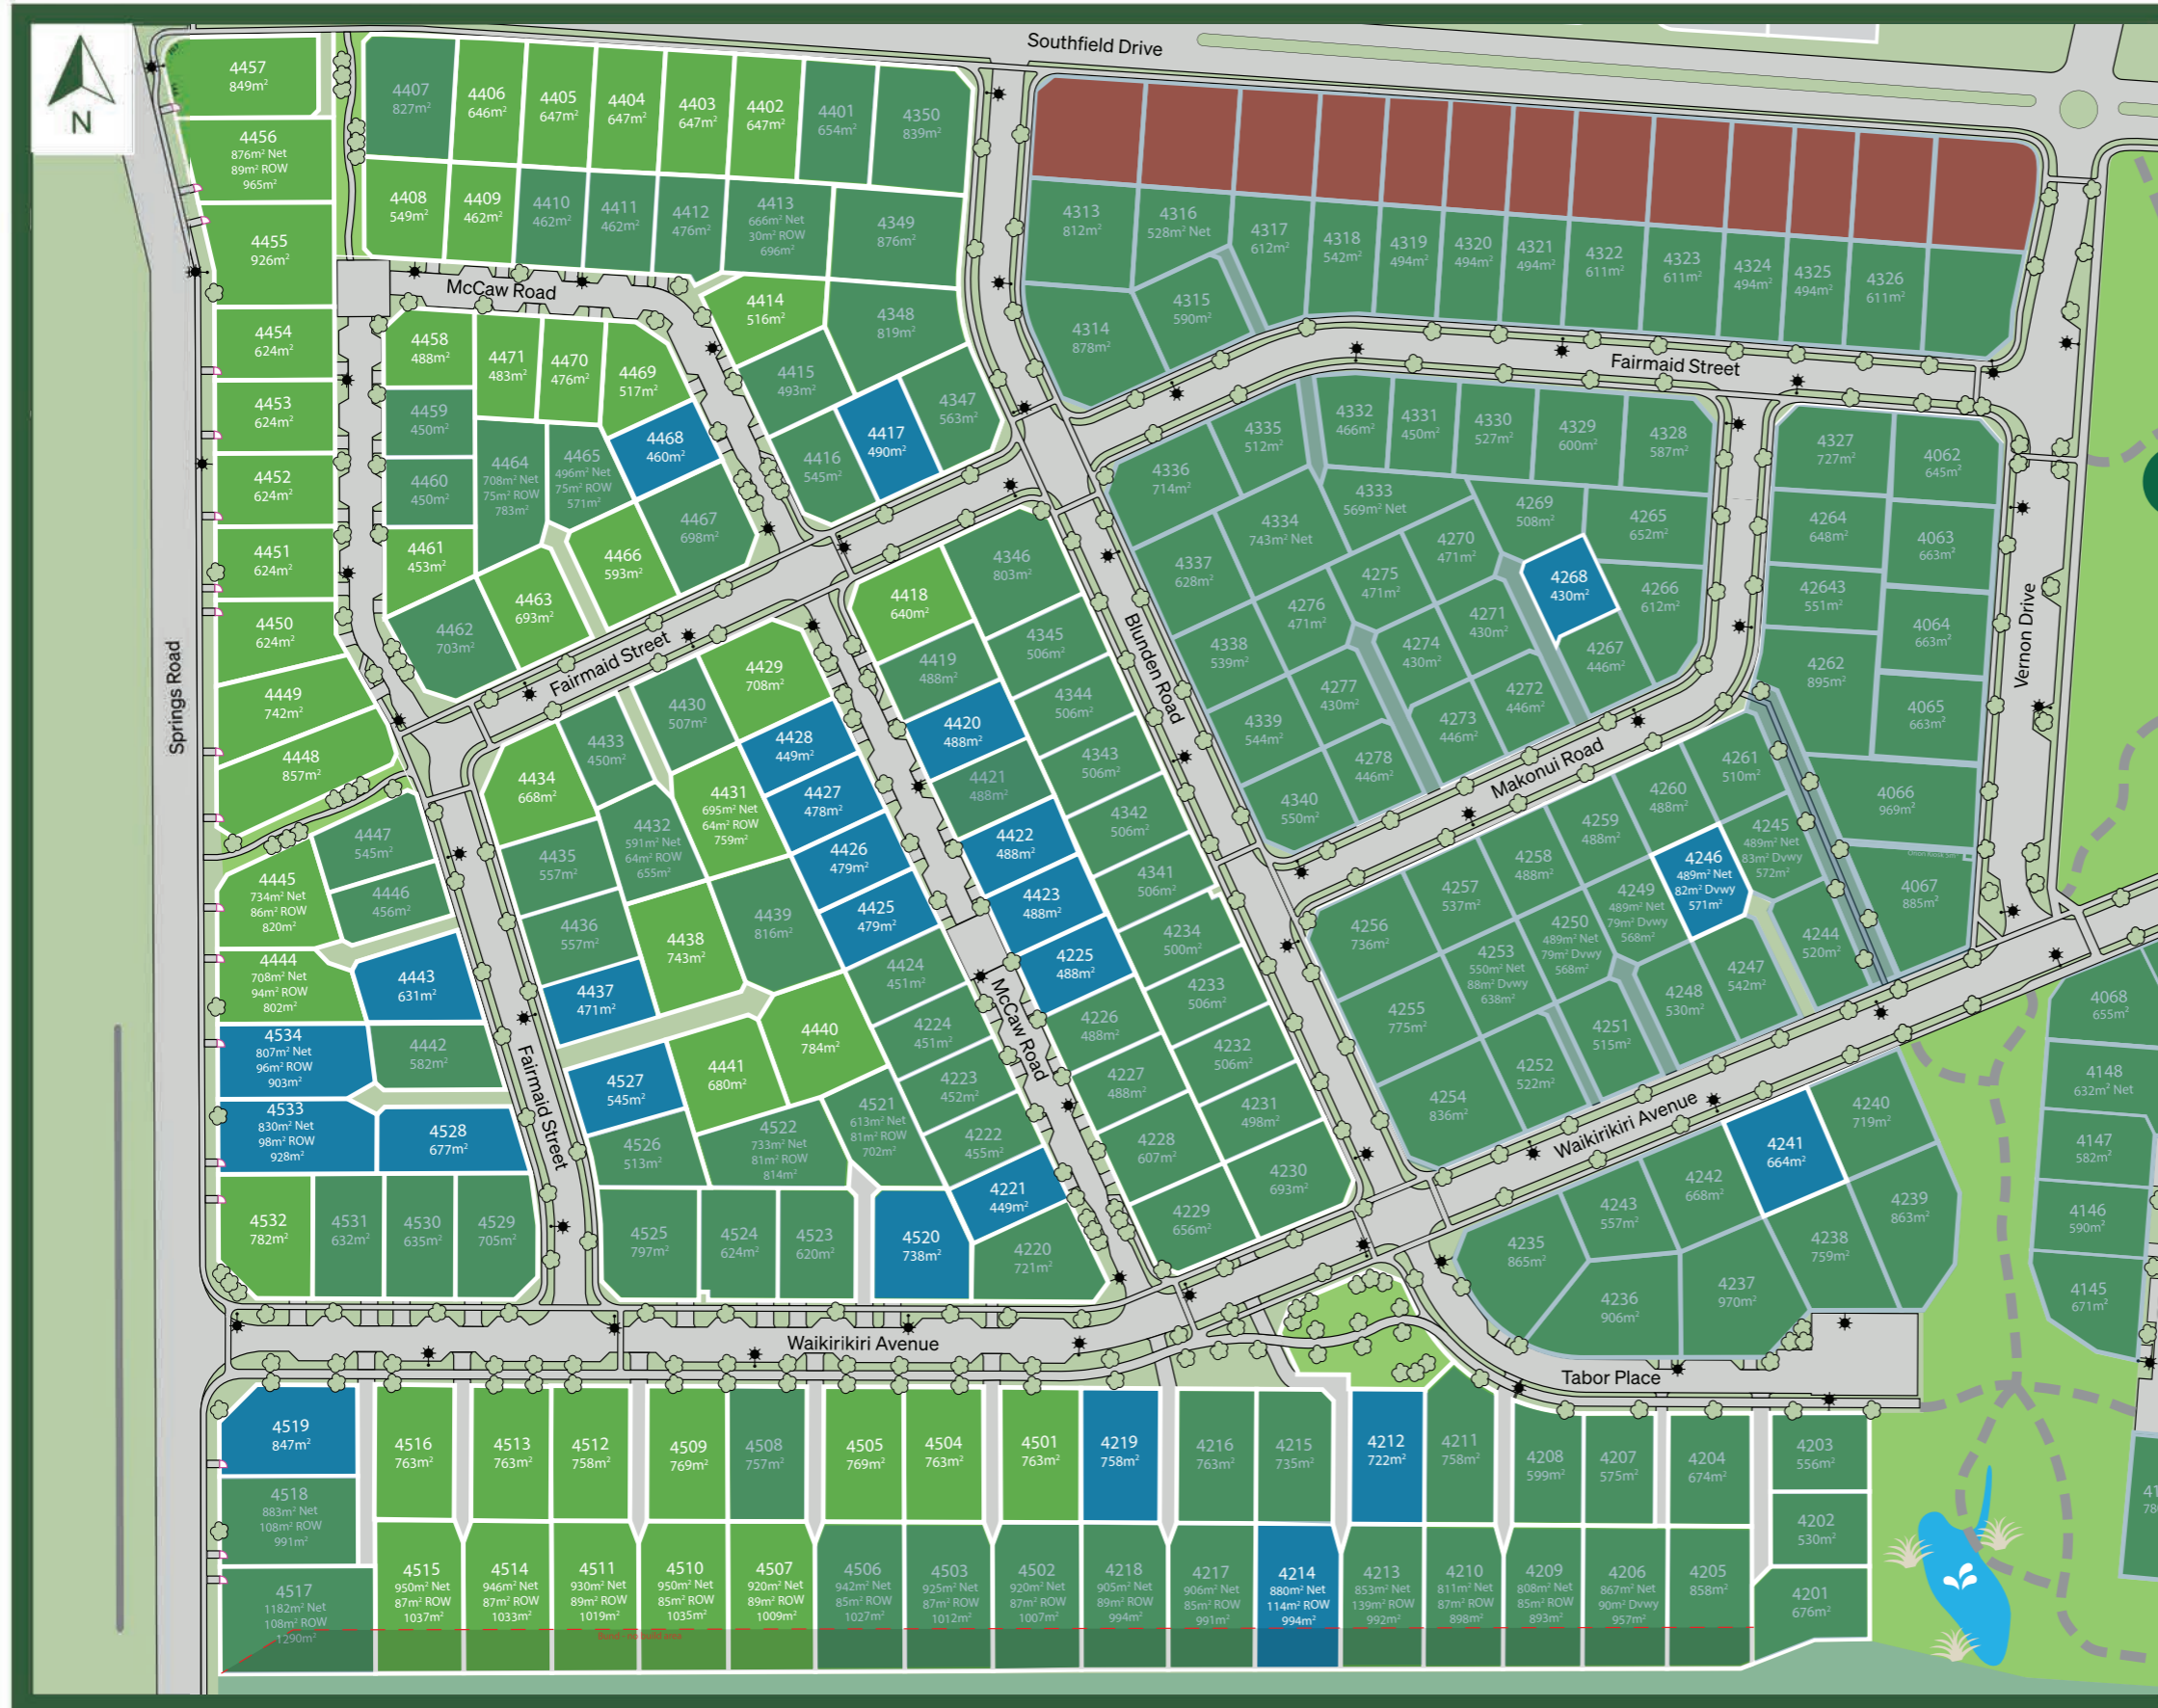 N
Southfield Drive
4457
849m²
4456
876m² Net
89m² ROW
965m²
4455
926m²
4454
624m²
4453
624m²
4452
624m²
4451
624m²
4450
624m²
4449
742m²
4448
857m²
Springs Road
4407
827m²
4406
646m²
4405
647m²
4404
647m²
4403
647m²
4402
647m²
4401
654m²
4350
839m²
4408
549m²
4409
462m²
4410
462m²
4411
462m²
4412
476m²
4413
666m² Net
30m² ROW
696m²
4349
876m²
McCaw Road
4414
516m²
4348
819m²
4415
493m²
4347
563m²
4416
545m²
4417
490m²
4458
488m²
4471
483m²
4470
476m²
4469
517m²
4459
450m²
4468
460m²
4460
450m²
4464
708m² Net
75m² ROW
783m²
4465
496m² Net
75m² ROW
571m²
4467
698m²
4461
453m²
4466
593m²
4463
693m²
4462
703m²
Fairmaid Street
4313
812m²
4316
528m² Net
4317
612m²
4318
542m²
4319
494m²
4320
494m²
4321
494m²
4322
611m²
4323
611m²
4324
494m²
4325
494m²
4326
611m²
4315
590m²
4314
878m²
Fairmaid Street
4332
466m²
4331
450m²
4330
527m²
4329
600m²
4328
587m²
4335
512m²
4336
714m²
4333
569m² Net
4334
743m² Net
4269
508m²
4265
652m²
4270
471m²
4337
628m²
4275
471m²
4268
430m²
4266
612m²
4276
471m²
4271
430m²
4338
539m²
4274
430m²
4267
446m²
4277
430m²
4272
446m²
4339
544m²
4273
446m²
4278
446m²
4340
550m²
Blunden Road
Makonui Road
4327
727m²
4062
645m²
4264
648m²
4063
663m²
42643
551m²
4064
663m²
4262
895m²
4065
663m²
4066
969m²
4067
885m²
Vernon Drive
4261
510m²
4260
488m²
4259
488m²
4258
488m²
4257
537m²
4256
736m²
4245
489m² Net
83m² Dvwy
572m²
4246
489m² Net
82m² Dvwy
571m²
4249
489m² Net
79m² Dvwy
568m²
4250
489m² Net
79m² Dvwy
568m²
4253
550m² Net
88m² Dvwy
638m²
4244
520m²
4247
542m²
4248
530m²
4255
775m²
4251
515m²
4252
522m²
4254
836m²
Waikirikiri Avenue
4418
640m²
4346
803m²
4419
488m²
4345
506m²
4420
488m²
4344
506m²
4421
488m²
4343
506m²
4422
488m²
4342
506m²
4423
488m²
4341
506m²
4225
488m²
4234
500m²
4226
488m²
4233
506m²
4227
488m²
4232
506m²
4228
607m²
4231
498m²
4229
656m²
4230
693m²
McCaw Road
4429
708m²
4430
507m²
4428
449m²
4433
450m²
4434
668m²
4431
695m² Net
64m² ROW
759m²
4427
478m²
4432
591m² Net
64m² ROW
655m²
4426
479m²
4435
557m²
4439
816m²
4425
479m²
4436
557m²
4438
743m²
4424
451m²
4437
471m²
4440
784m²
4224
451m²
4441
680m²
4527
545m²
4223
452m²
4521
613m² Net
81m² ROW
702m²
4522
733m² Net
81m² ROW
814m²
4526
513m²
4222
455m²
4221
449m²
4525
797m²
4524
624m²
4523
620m²
4520
738m²
4220
721m²
Fairmaid Street
4447
545m²
4446
456m²
4445
734m² Net
86m² ROW
820m²
4444
708m² Net
94m² ROW
802m²
4443
631m²
4534
807m² Net
96m² ROW
903m²
4442
582m²
4533
830m² Net
98m² ROW
928m²
4528
677m²
4532
782m²
4531
632m²
4530
635m²
4529
705m²
Waikirikiri Avenue
4240
719m²
4241
664m²
4242
668m²
4243
557m²
4235
865m²
4239
863m²
4238
759m²
4237
970m²
4236
906m²
Tabor Place
4068
655m²
4148
632m² Net
4147
582m²
4146
590m²
4145
671m²
4519
847m²
4518
883m² Net
108m² ROW
991m²
4517
1182m² Net
108m² ROW
1290m²
4516
763m²
4513
763m²
4512
758m²
4509
769m²
4508
757m²
4505
769m²
4504
763m²
4501
763m²
4219
758m²
4216
763m²
4215
735m²
4212
722m²
4211
758m²
4208
599m²
4207
575m²
4204
674m²
4203
556m²
4202
530m²
4201
676m²
4515
950m² Net
87m² ROW
1037m²
4514
946m² Net
87m² ROW
1033m²
4511
930m² Net
89m² ROW
1019m²
4510
950m² Net
85m² ROW
1035m²
4507
920m² Net
89m² ROW
1009m²
4506
942m² Net
85m² ROW
1027m²
4503
925m² Net
87m² ROW
1012m²
4502
920m² Net
87m² ROW
1007m²
4218
905m² Net
89m² ROW
994m²
4217
906m² Net
85m² ROW
991m²
4214
880m² Net
114m² ROW
994m²
4213
853m² Net
139m² ROW
992m²
4210
811m² Net
87m² ROW
898m²
4209
808m² Net
85m² ROW
893m²
4206
867m² Net
90m² Dvwy
957m²
4205
858m²
Bund - no build area